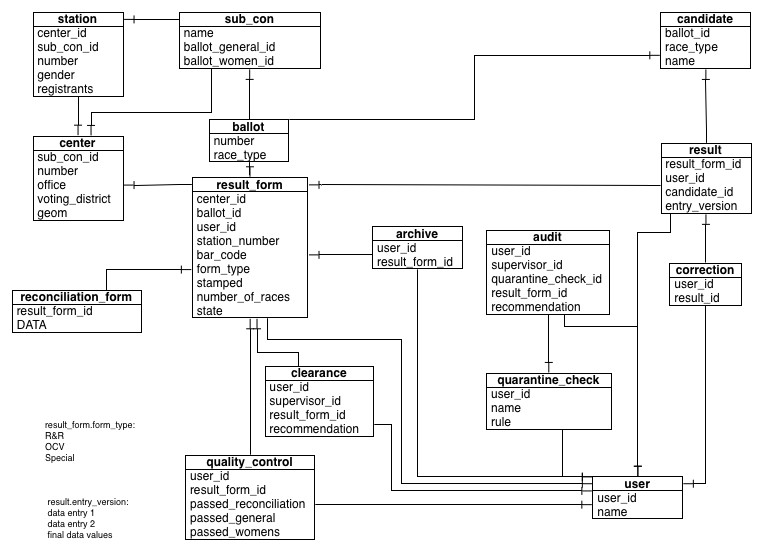 station
center_id
sub_con_id
number
gender
registrants
sub_con
name
ballot_general_id
ballot_women_id
candidate
ballot_id
race_type
name
center
sub_con_id
number
office
voting_district
geom
ballot
number
race_type
result
result_form_id
user_id
candidate_id
entry_version
result_form
center_id
ballot_id
user_id
station_number
bar_code
form_type
stamped
number_of_races
state
archive
user_id
result_form_id
audit
user_id
supervisor_id
quarantine_check_id
result_form_id
recommendation
correction
user_id
result_id
reconciliation_form
result_form_id
DATA
clearance
user_id
supervisor_id
result_form_id
recommendation
quarantine_check
user_id
name
rule
result_form.form_type:
R&R
OCV
Special
quality_control
user_id
result_form_id
passed_reconciliation
passed_general
passed_womens
user
user_id
name
result.entry_version:
data entry 1
data entry 2
final data values